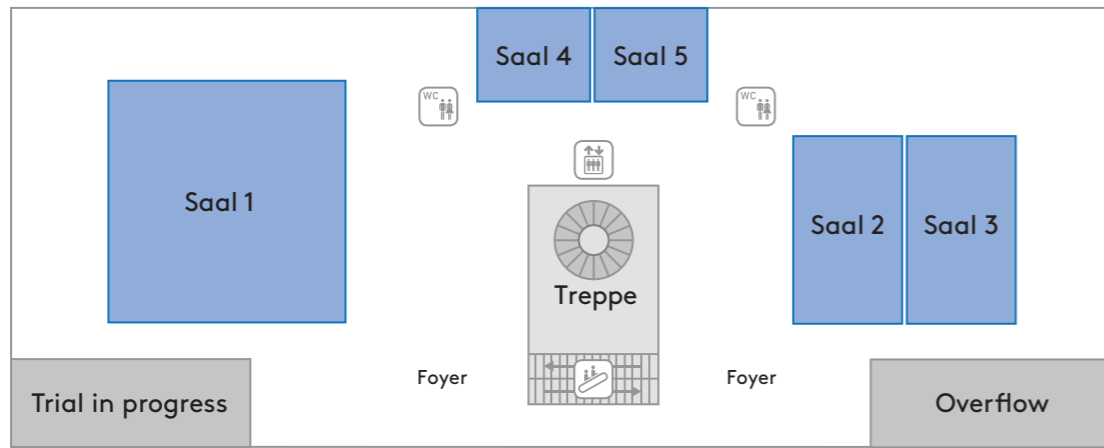 Saal 4
Saal 5
WC
WC
Saal 1
Saal 2
Saal 3
Treppe
Foyer
Foyer
Trial in progress
Overflow